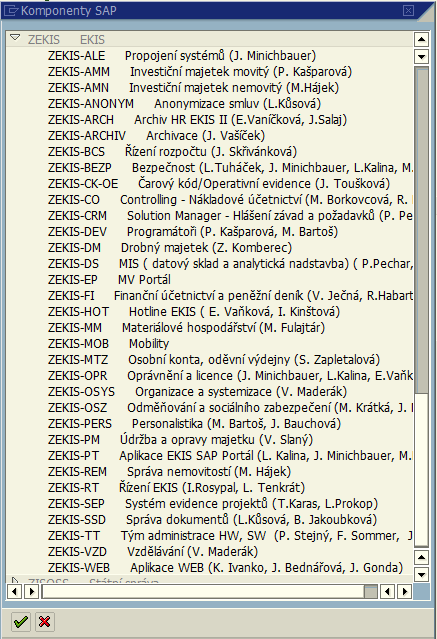 Komponenty SAP
ZEKIS EKIS
ZEKIS-ALE Propojení systémů (J. Minichbauer)
ZEKIS-AMM Investiční majetek movitý (P. Kašparová)
ZEKIS-AMN Investiční majetek nemovitý (M.Hájek)
ZEKIS-ANONYM Anonymizace smluv (L.Kůsová)
ZEKIS-ARCH Archiv HR EKIS II (E.Vaníčková, J.Salaj)
ZEKIS-ARCHIV Archivace (J. Vašíček)
ZEKIS-BCS Řízení rozpočtu (J. Skřivánková)
ZEKIS-BEZP Bezpečnost (L.Tuháček, J. Minichbauer, L.Kalina, M.
ZEKIS-CK-OE Čarový kód/Operativní evidence (J. Toušková)
ZEKIS-CO Controlling - Nákladové účetnictví (M. Borkovcová, R.
ZEKIS-CRM Solution Manager - Hlášení závad a požadavků (P. Pe
ZEKIS-DEV Programátoři (P. Kašparová, M. Bartoš)
ZEKIS-DM Drobný majetek (Z. Komberec)
ZEKIS-DS MIS ( datový sklad a analytická nadstavba) ( P.Pechar,
ZEKIS-EP MV Portál
ZEKIS-FI Finanční účetnictví a peněžní deník (V. Ječná, R.Habart
ZEKIS-HOT Hotline EKIS ( E. Vaňková, I. Kinštová)
ZEKIS-MM Materiálové hospodářství (M. Fulajtár)
ZEKIS-MOB Mobility
ZEKIS-MTZ Osobní konta, oděvní výdejny (S. Zapletalová)
ZEKIS-OPR Oprávnění a licence (J. Minichbauer, L.Kalina, E.Vaňk
ZEKIS-OSYS Organizace a systemizace (V. Maderák)
ZEKIS-OSZ Odměňování a sociálního zabezpečení (M. Krátká, J.
ZEKIS-PERS Personalistika (M. Bartoš, J. Bauchová)
ZEKIS-PM Údržba a opravy majetku (V. Slaný)
ZEKIS-PT Aplikace EKIS SAP Portál (L. Kalina, J. Minichbauer, M.
ZEKIS-REM Správa nemovitostí (M. Hájek)
ZEKIS-RT Řízení EKIS (I.Rosypal, L. Tenkrát)
ZEKIS-SEP Systém evidence projektů (T.Karas, L.Prokop)
ZEKIS-SSD Správa dokumentů (L.Kůsová, B. Jakoubková)
ZEKIS-TT Tým administrace HW, SW (P. Stejný, F. Sommer, J
ZEKIS-VZD Vzdělávání (V. Maderák)
ZEKIS-WEB Aplikace WEB (K. Ivanko, J. Bednářová, J. Gonda)
ZISOSS Státní správa